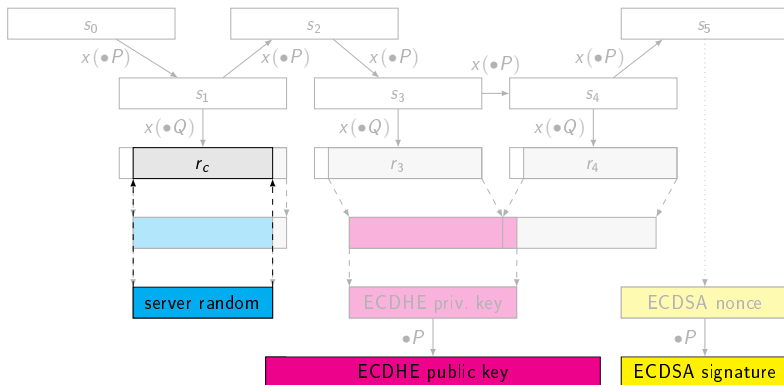 s₀ s₂ s₅
x(•P) x(•P) x(•P) x(•P) x(•P)
s₁ s₃ s₄
x(•Q) x(•Q) x(•Q)
r_c r₃ r₄
server random ECDHE priv. key ECDSA nonce
•P •P
ECDHE public key ECDSA signature